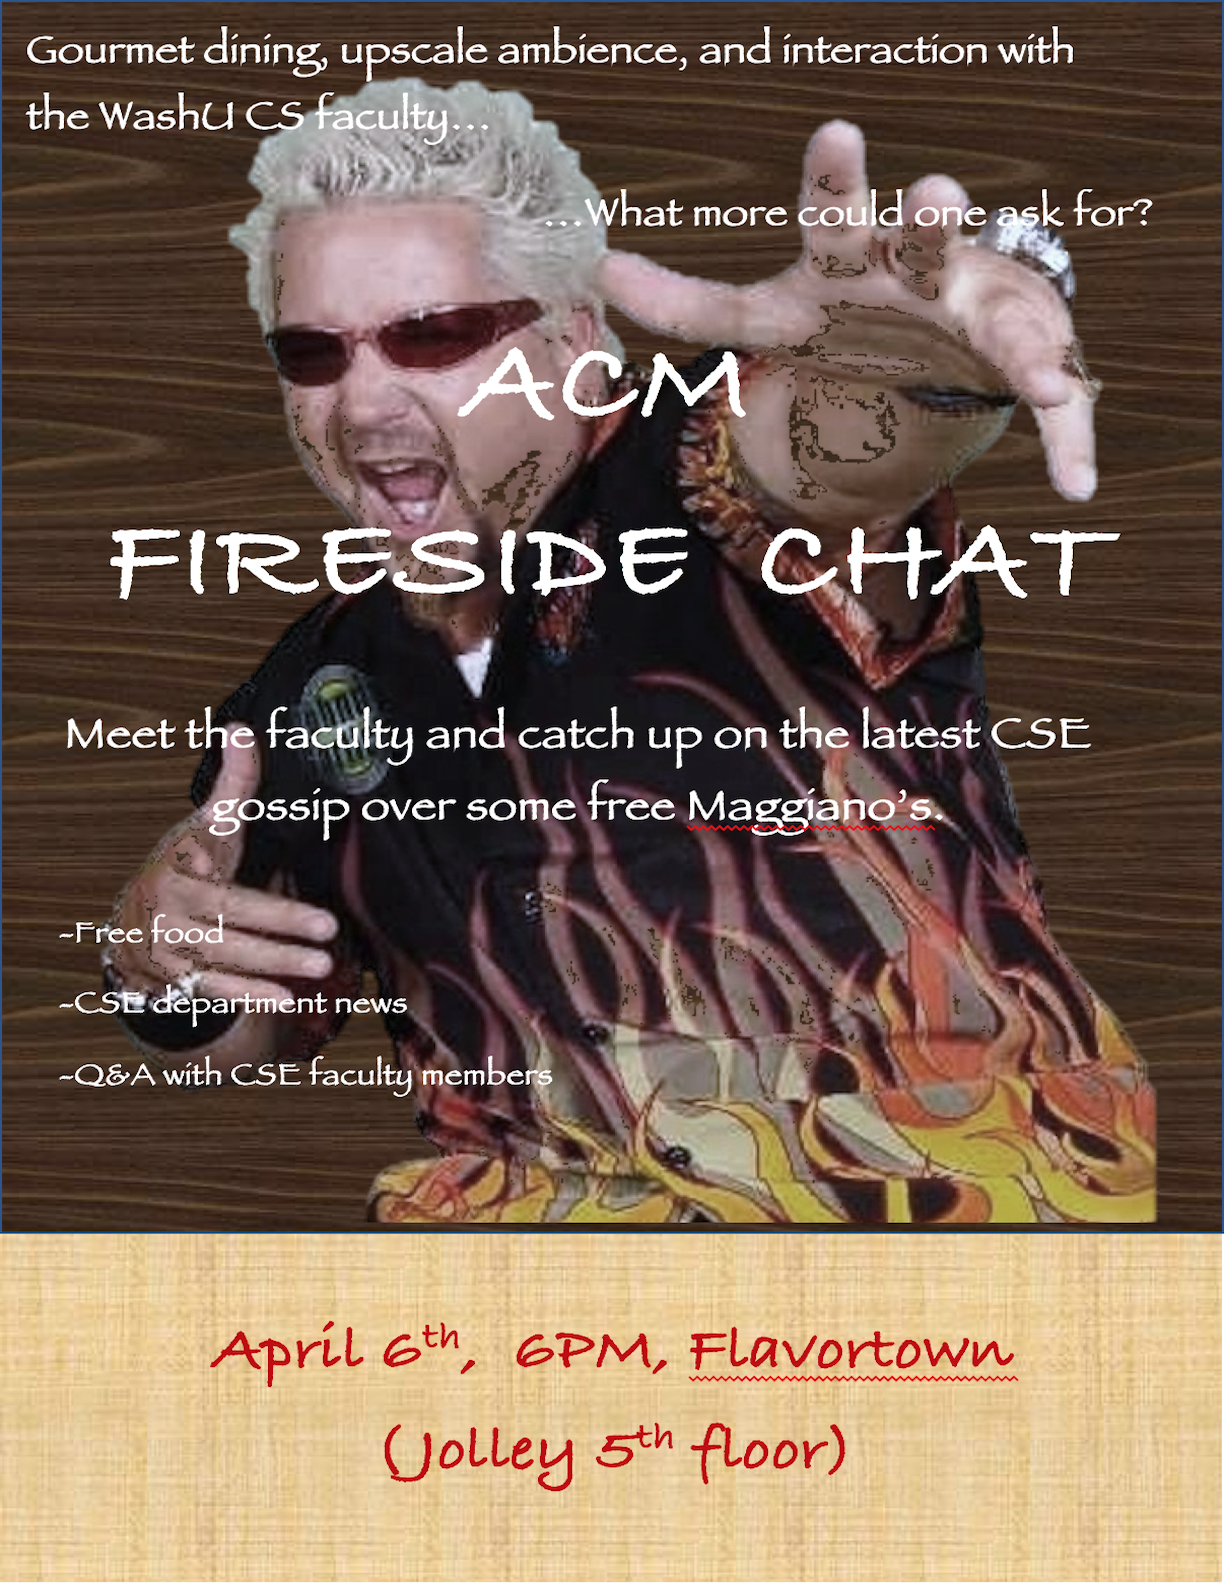 Gourmet dining, upscale ambience, and interaction with
the WashU CS faculty...
...What more could one ask for?
ACM
FIRESIDE CHAT
Meet the faculty and catch up on the latest CSE
gossip over some free Maggiano's.
-Free food
-CSE department news
-Q&A with CSE faculty members
April 6th, 6PM, Flavortown
(Jolley 5th floor)